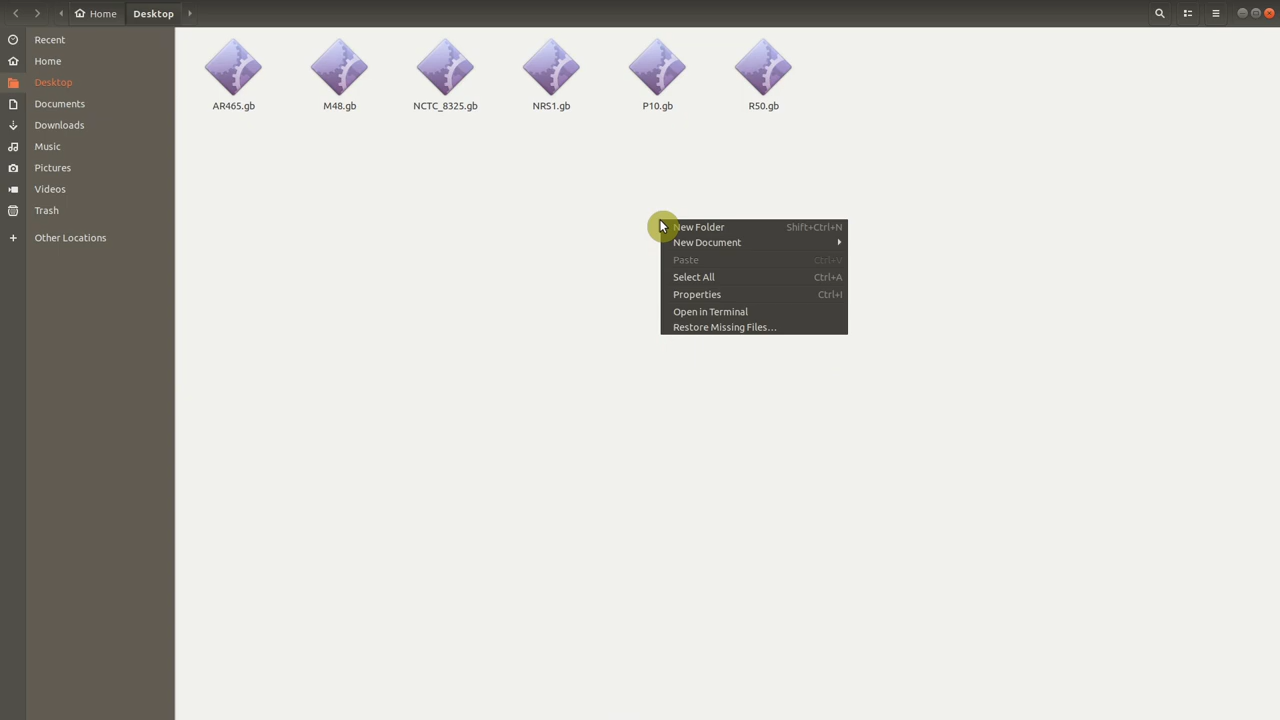 Home
Desktop
Recent
Home
Desktop
Documents
Downloads
Music
Pictures
Videos
Trash
Other Locations
AR465.gb
M48.gb
NCTC_8325.gb
NRS1.gb
P10.gb
R50.gb
New Folder Shift+Ctrl+N
New Document
Paste Ctrl+V
Select All Ctrl+A
Properties Ctrl+I
Open in Terminal
Restore Missing Files…